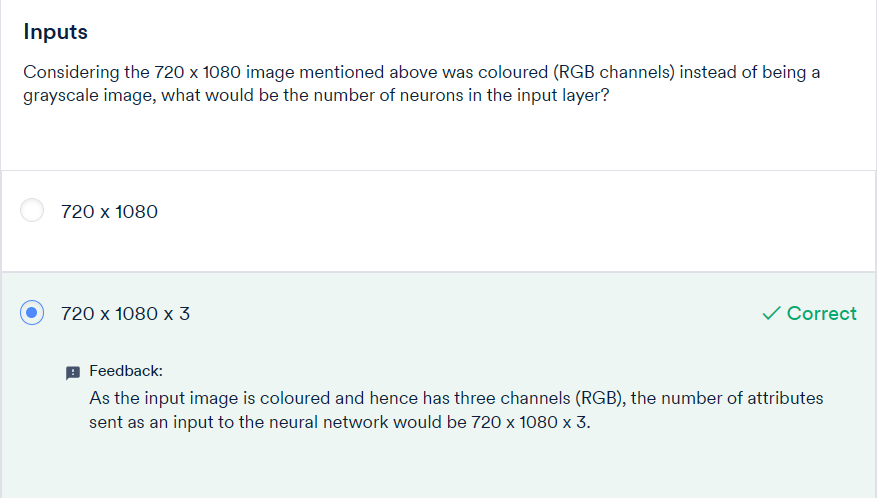 Inputs
Considering the 720 x 1080 image mentioned above was coloured (RGB channels) instead of being a
grayscale image, what would be the number of neurons in the input layer?
720 x 1080
720 x 1080 x 3
Correct
Feedback:
As the input image is coloured and hence has three channels (RGB), the number of attributes
sent as an input to the neural network would be 720 x 1080 x 3.